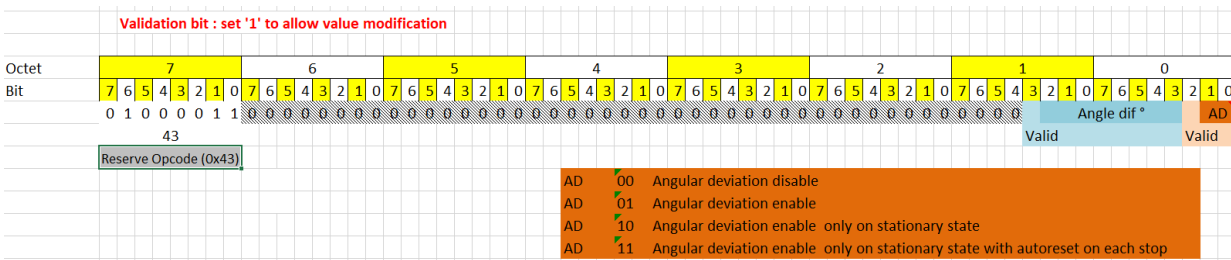 Validation bit : set '1' to allow value modification
Octet 7 6 5 4 3 2 1 0
Bit 7 6 5 4 3 2 1 0 7 6 5 4 3 2 1 0 7 6 5 4 3 2 1 0 7 6 5 4 3 2 1 0 7 6 5 4 3 2 1 0 7 6 5 4 3 2 1 0 7 6 5 4 3 2 1 0 7 6 5 4 3 2 1 0
0 1 0 0 0 0 1 1 0 0 0 0 0 0 0 0 0 0 0 0 0 0 0 0 0 0 0 0 0 0 0 0 0 0 0 0 0 0 0 0 0 0 0 0 0 0 0 0 0 0 0 0 Angle dif ° AD
43 Valid Valid
Reserve Opcode (0x43)
AD 00 Angular deviation disable
AD 01 Angular deviation enable
AD 10 Angular deviation enable only on stationary state
AD 11 Angular deviation enable only on stationary state with autoreset on each stop